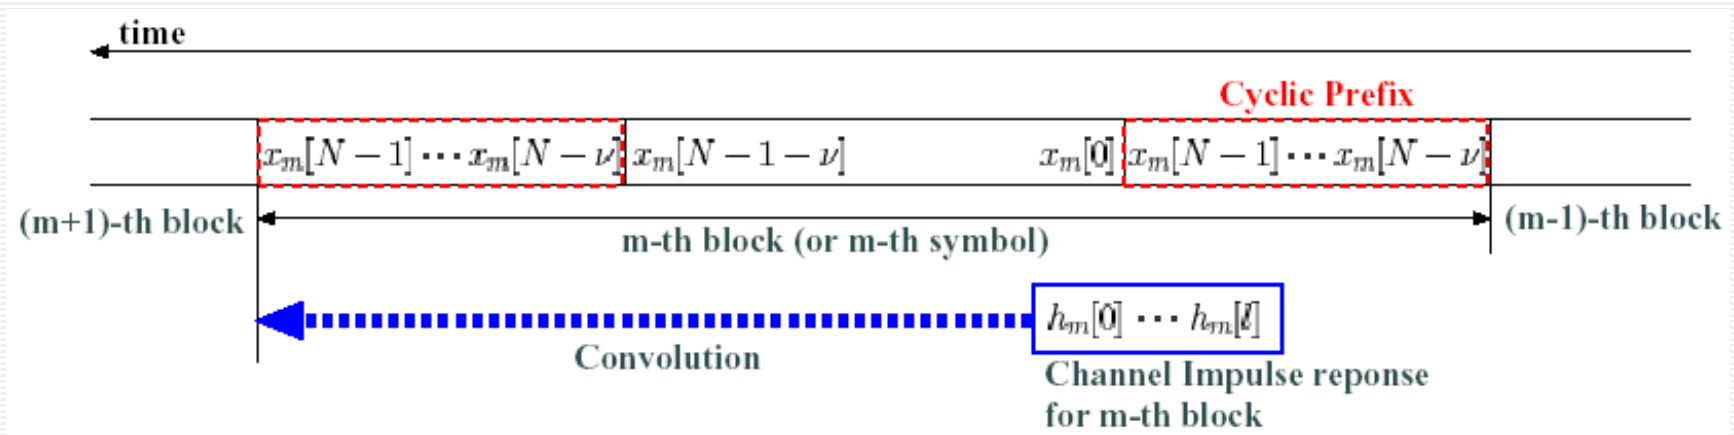 time
Cyclic Prefix
x_m[N − 1] ⋯ x_m[N − ν] x_m[N − 1 − ν] x_m[0] x_m[N − 1] ⋯ x_m[N − ν]
(m+1)-th block
(m-1)-th block
m-th block (or m-th symbol)
h_m[0] ⋯ h_m[l]
Convolution
Channel Impulse reponse
for m-th block